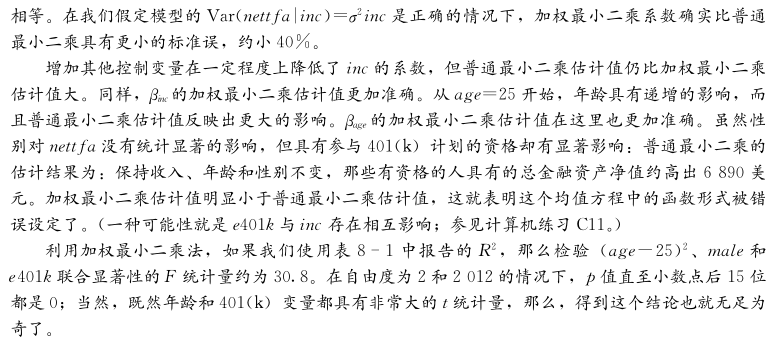 相等。在我们假定模型的 Var(nettfa|inc)=σ²inc 是正确的情况下，加权最小二乘系数确实比普通
最小二乘具有更小的标准误，约小 40%。
增加其他控制变量在一定程度上降低了 inc 的系数，但普通最小二乘估计值仍比加权最小二乘
估计值大。同样，βinc的加权最小二乘估计值更加准确。从 age=25 开始，年龄具有递增的影响，而
且普通最小二乘估计值反映出更大的影响。βage的加权最小二乘估计值在这里也更加准确。虽然性
别对 nettfa 没有统计显著的影响，但具有参与 401(k) 计划的资格却有显著影响：普通最小二乘的
估计结果为：保持收入、年龄和性别不变，那些有资格的人具有的总金融资产净值约高出 6 890 美
元。加权最小二乘估计值明显小于普通最小二乘估计值，这就表明这个均值方程中的函数形式被错
误设定了。(一种可能性就是 e401k 与 inc 存在相互影响；参见计算机练习 C11。)
利用加权最小二乘法，如果我们使用表 8-1 中报告的 R²，那么检验 (age-25)²、male 和
e401k 联合显著性的 F 统计量约为 30.8。在自由度为 2 和 2 012 的情况下，p 值直至小数点后 15 位
都是 0；当然，既然年龄和 401(k) 变量都具有非常大的 t 统计量，那么，得到这个结论也就无足为
奇了。